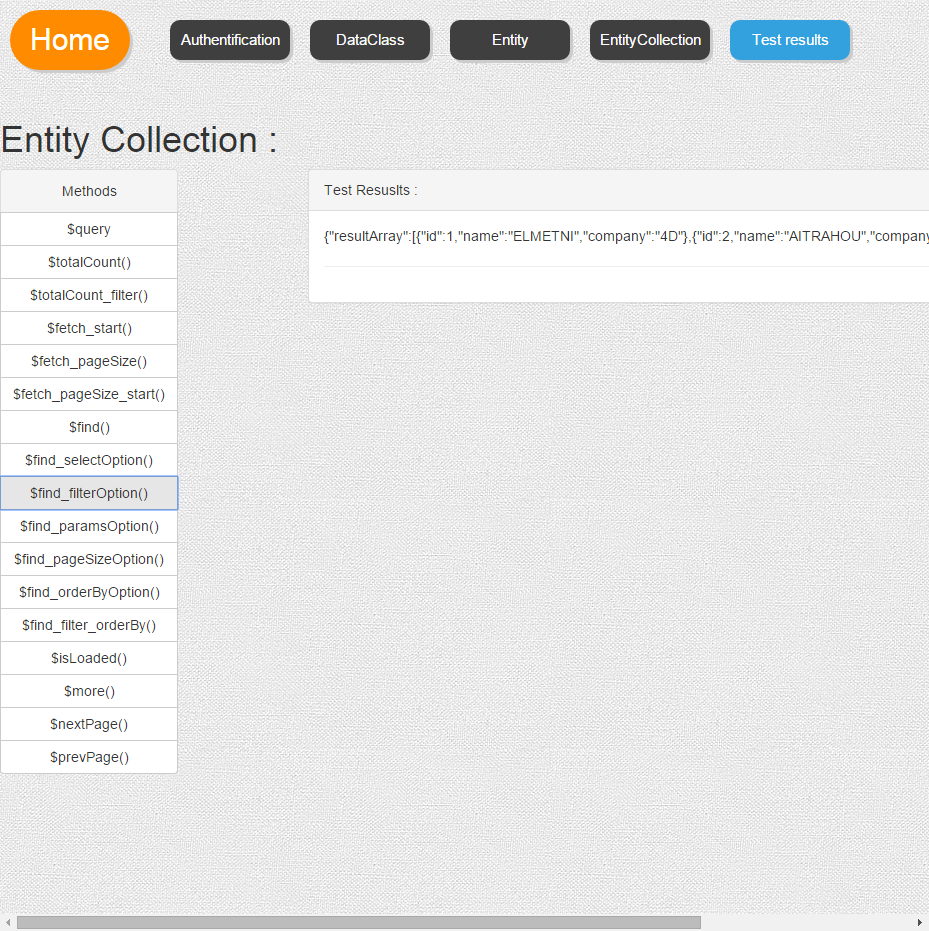 Home
Authentification
DataClass
Entity
EntityCollection
Test results
Entity Collection :
Methods
$query
$totalCount()
$totalCount_filter()
$fetch_start()
$fetch_pageSize()
$fetch_pageSize_start()
$find()
$find_selectOption()
$find_filterOption()
$find_paramsOption()
$find_pageSizeOption()
$find_orderByOption()
$find_filter_orderBy()
$isLoaded()
$more()
$nextPage()
$prevPage()
Test Resuslts :
{"resultArray":[{"id":1,"name":"ELMETNI","company":"4D"},{"id":2,"name":"AITRAHOU","company